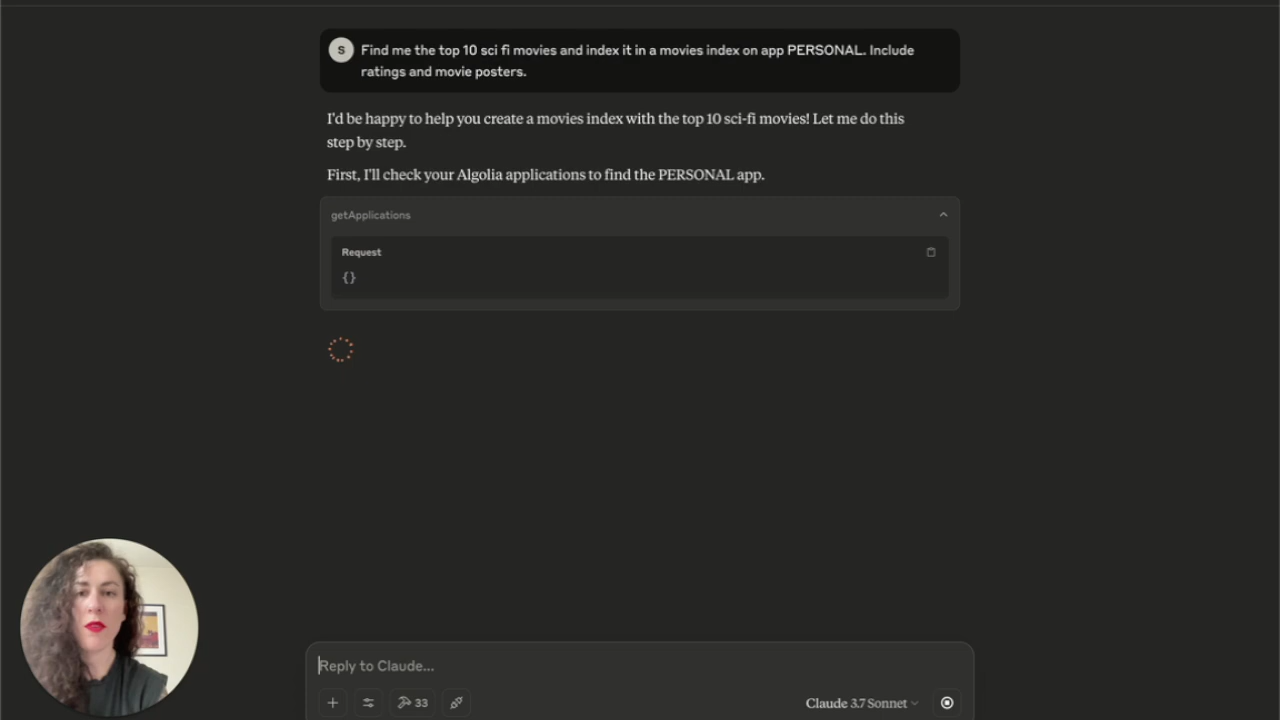 S
Find me the top 10 sci fi movies and index it in a movies index on app PERSONAL. Include
ratings and movie posters.
I'd be happy to help you create a movies index with the top 10 sci-fi movies! Let me do this
step by step.
First, I'll check your Algolia applications to find the PERSONAL app.
getApplications
Request
{}
Reply to Claude...
33
Claude 3.7 Sonnet